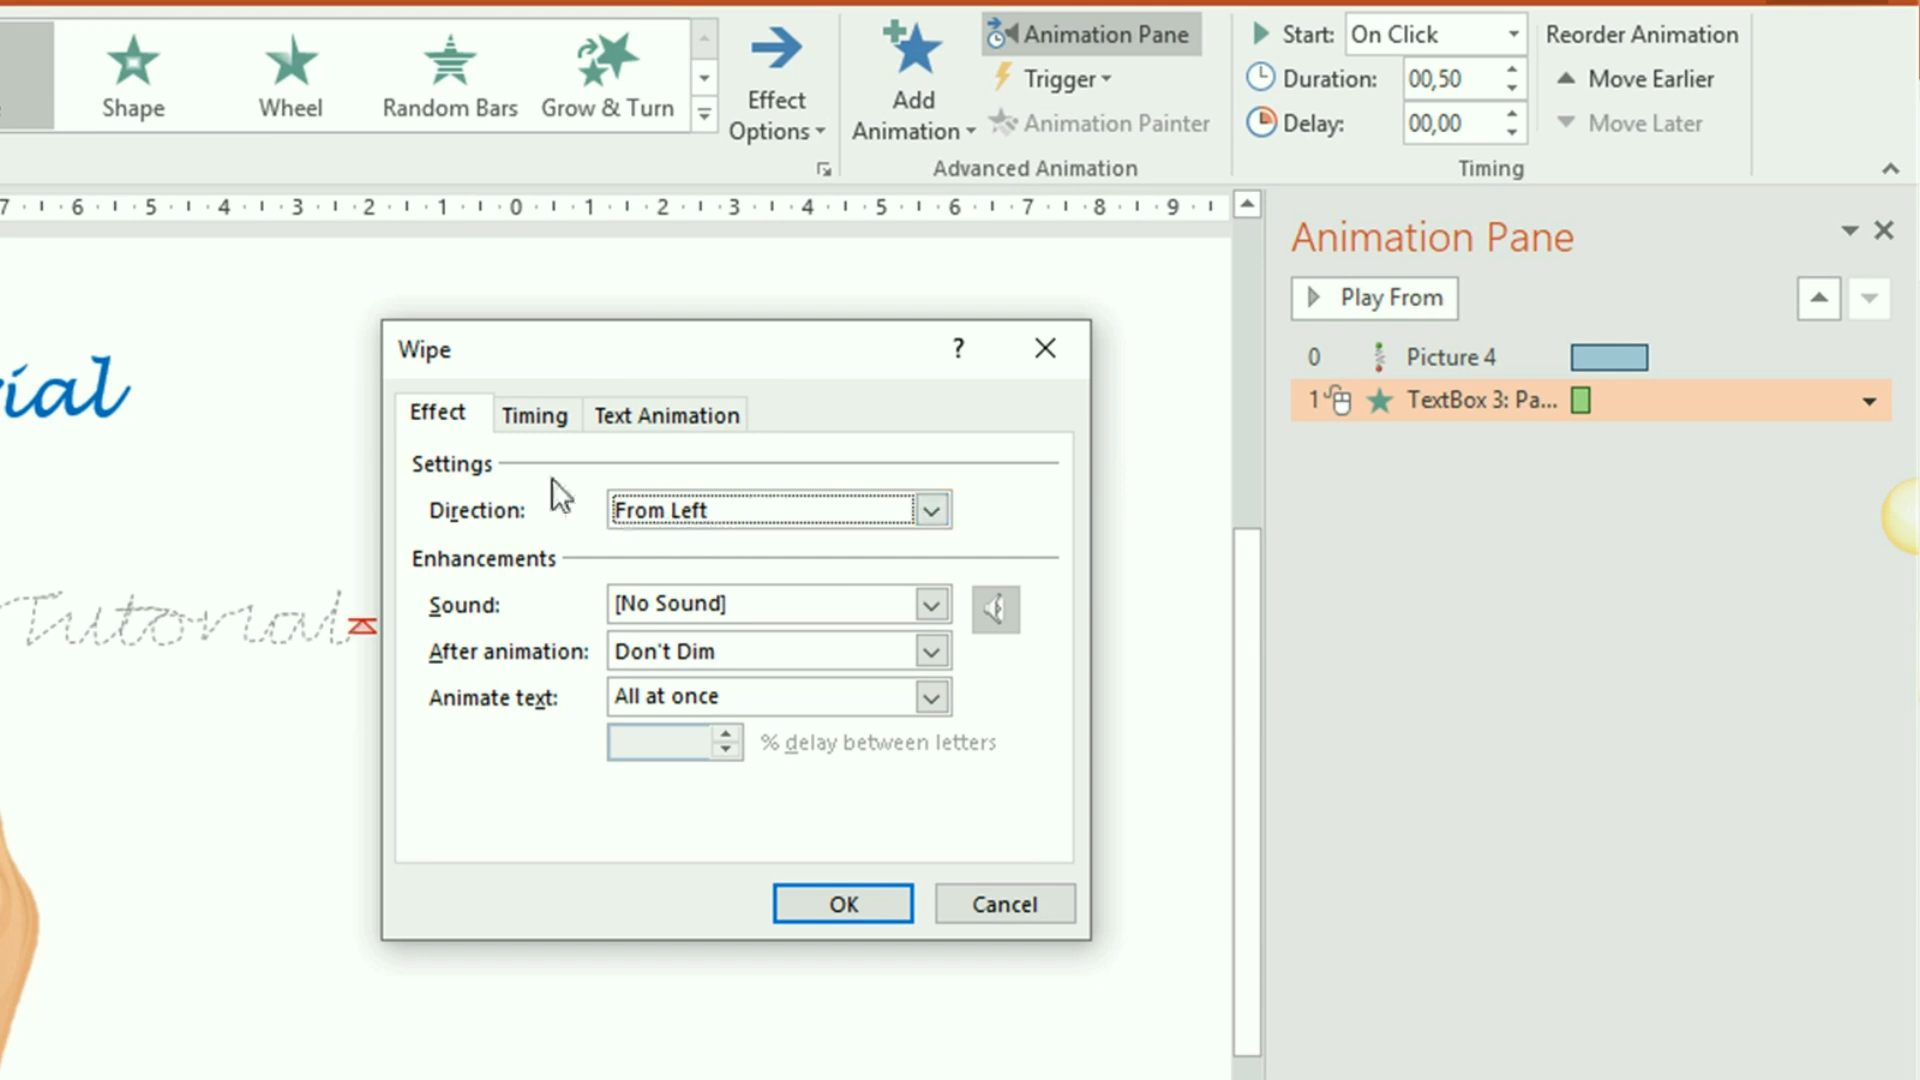 Shape
Wheel
Random Bars
Grow & Turn
Effect
Options
Add
Animation
Animation Pane
Trigger
Animation Painter
Advanced Animation
Start: On Click
Duration: 00,50
Delay: 00,00
Timing
Reorder Animation
Move Earlier
Move Later
7 6 5 4 3 2 1 0 1 2 3 4 5 6 7 8 9
Animation Pane
Play From
0 Picture 4
1 TextBox 3: Pa...
Tutorial
Wipe ?
Effect Timing Text Animation
Settings
Direction: From Left
Enhancements
Sound: [No Sound]
After animation: Don't Dim
Animate text: All at once
% delay between letters
OK Cancel